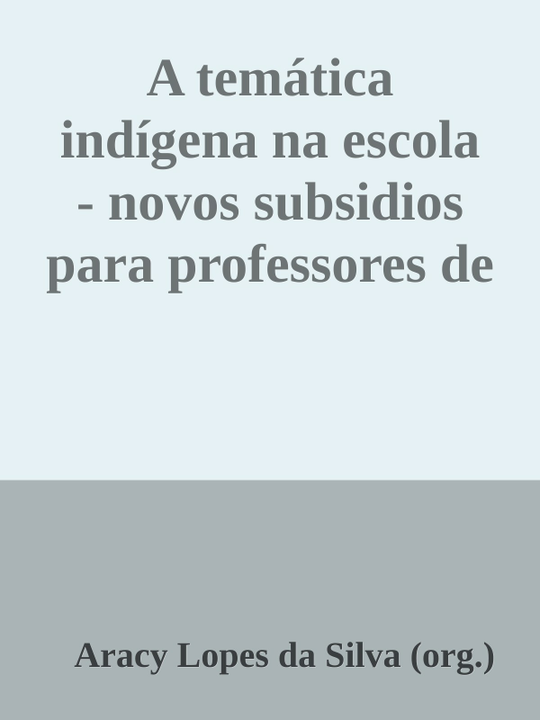 A temática
indígena na escola
- novos subsidios
para professores de
Aracy Lopes da Silva (org.)